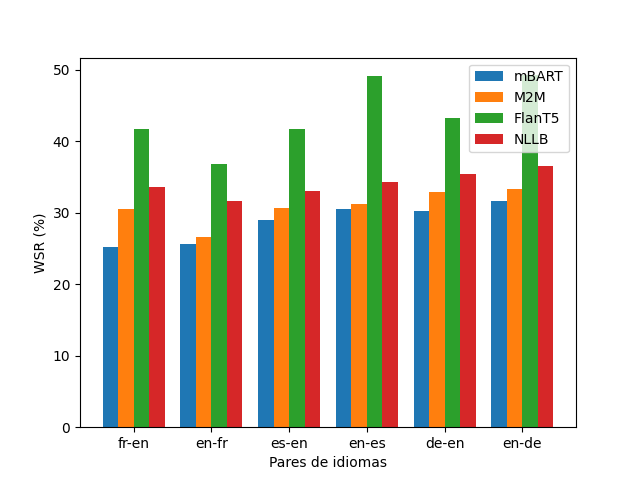 50
40
30
20
10
0
WSR (%)
mBART
M2M
FlanT5
NLLB
fr-en en-fr es-en en-es de-en en-de
Pares de idiomas